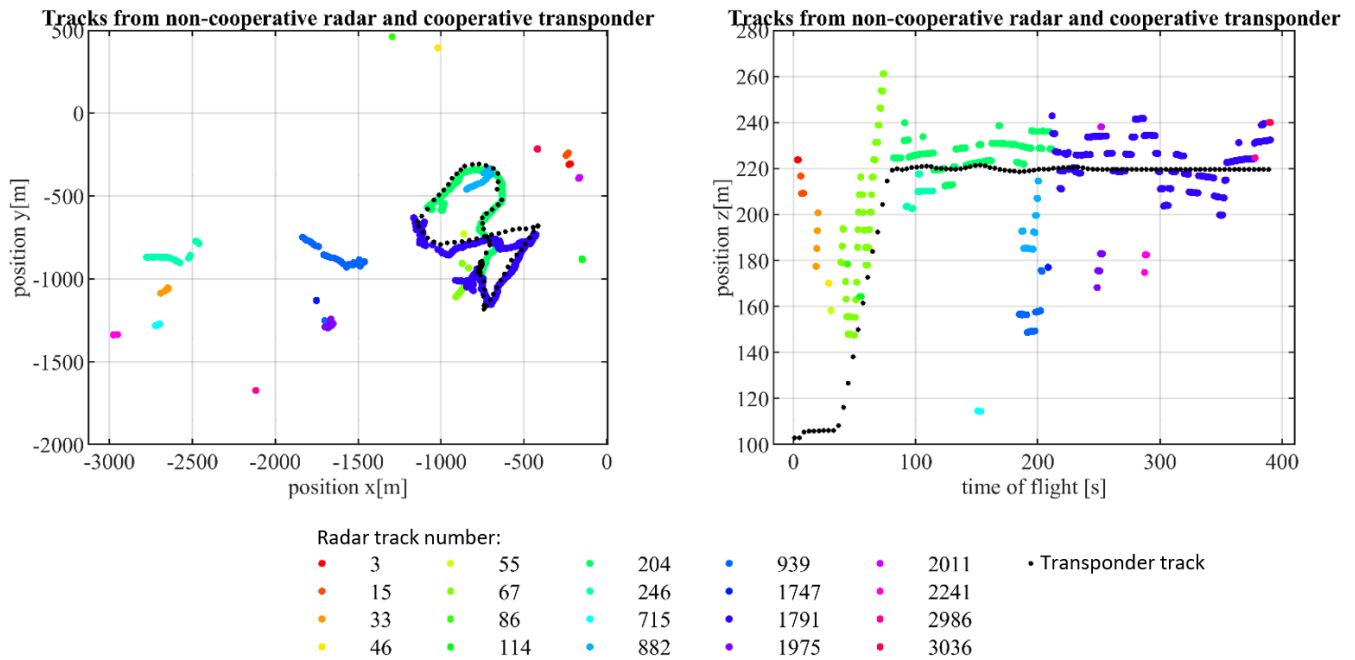 Tracks from non-cooperative radar and cooperative transponder
500
0
-500
-1000
-1500
-2000
position y[m]
-3000 -2500 -2000 -1500 -1000 -500 0
position x[m]
Tracks from non-cooperative radar and cooperative transponder
280
260
240
220
200
180
160
140
120
100
position z[m]
0 100 200 300 400
time of flight [s]
Radar track number:
3 55 204 939 2011 Transponder track
15 67 246 1747 2241
33 86 715 1791 2986
46 114 882 1975 3036